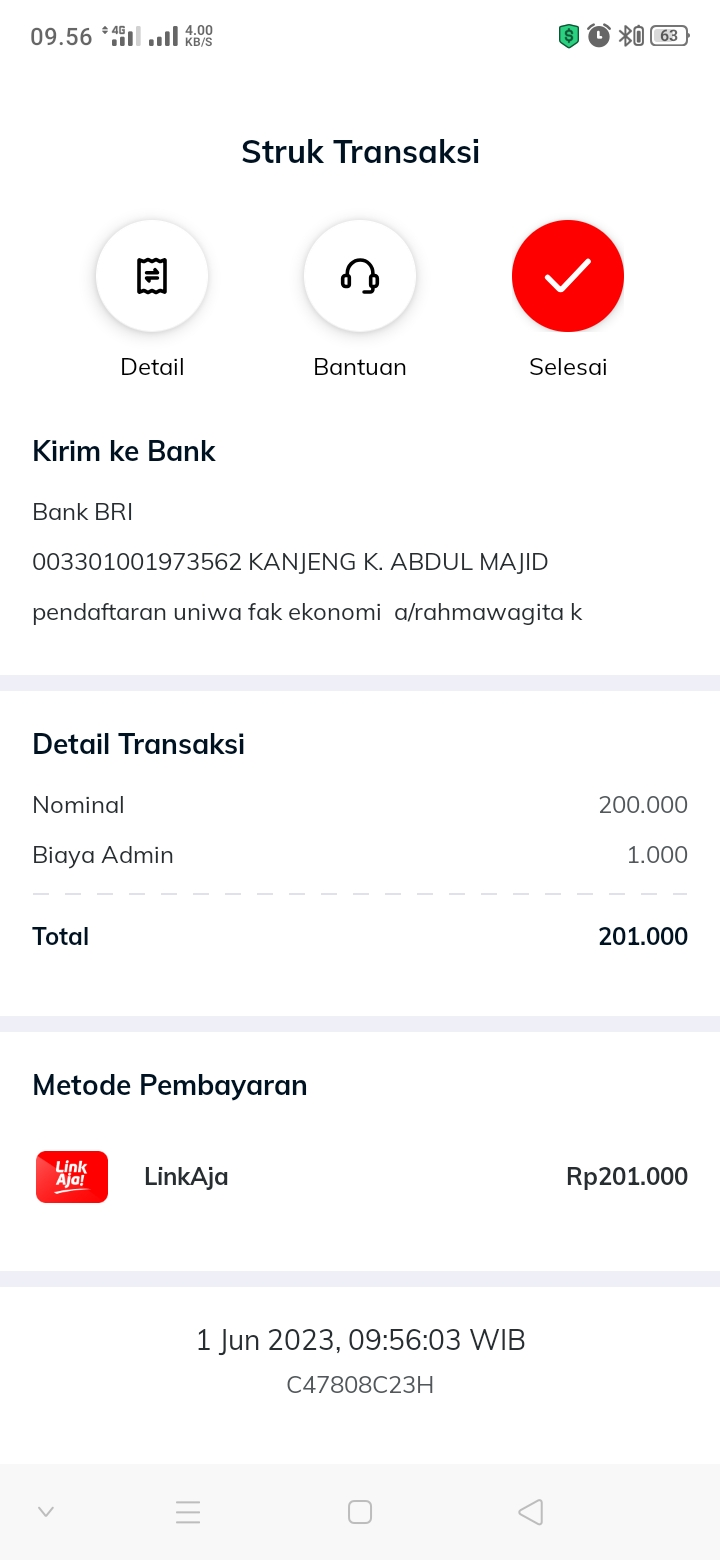 09.56 4G 4.00 KB/S 63
Struk Transaksi
Detail Bantuan Selesai
Kirim ke Bank
Bank BRI
003301001973562 KANJENG K. ABDUL MAJID
pendaftaran uniwa fak ekonomi  a/rahmawagita k
Detail Transaksi
Nominal 200.000
Biaya Admin 1.000
Total 201.000
Metode Pembayaran
Link Aja! LinkAja Rp201.000
1 Jun 2023, 09:56:03 WIB
C47808C23H